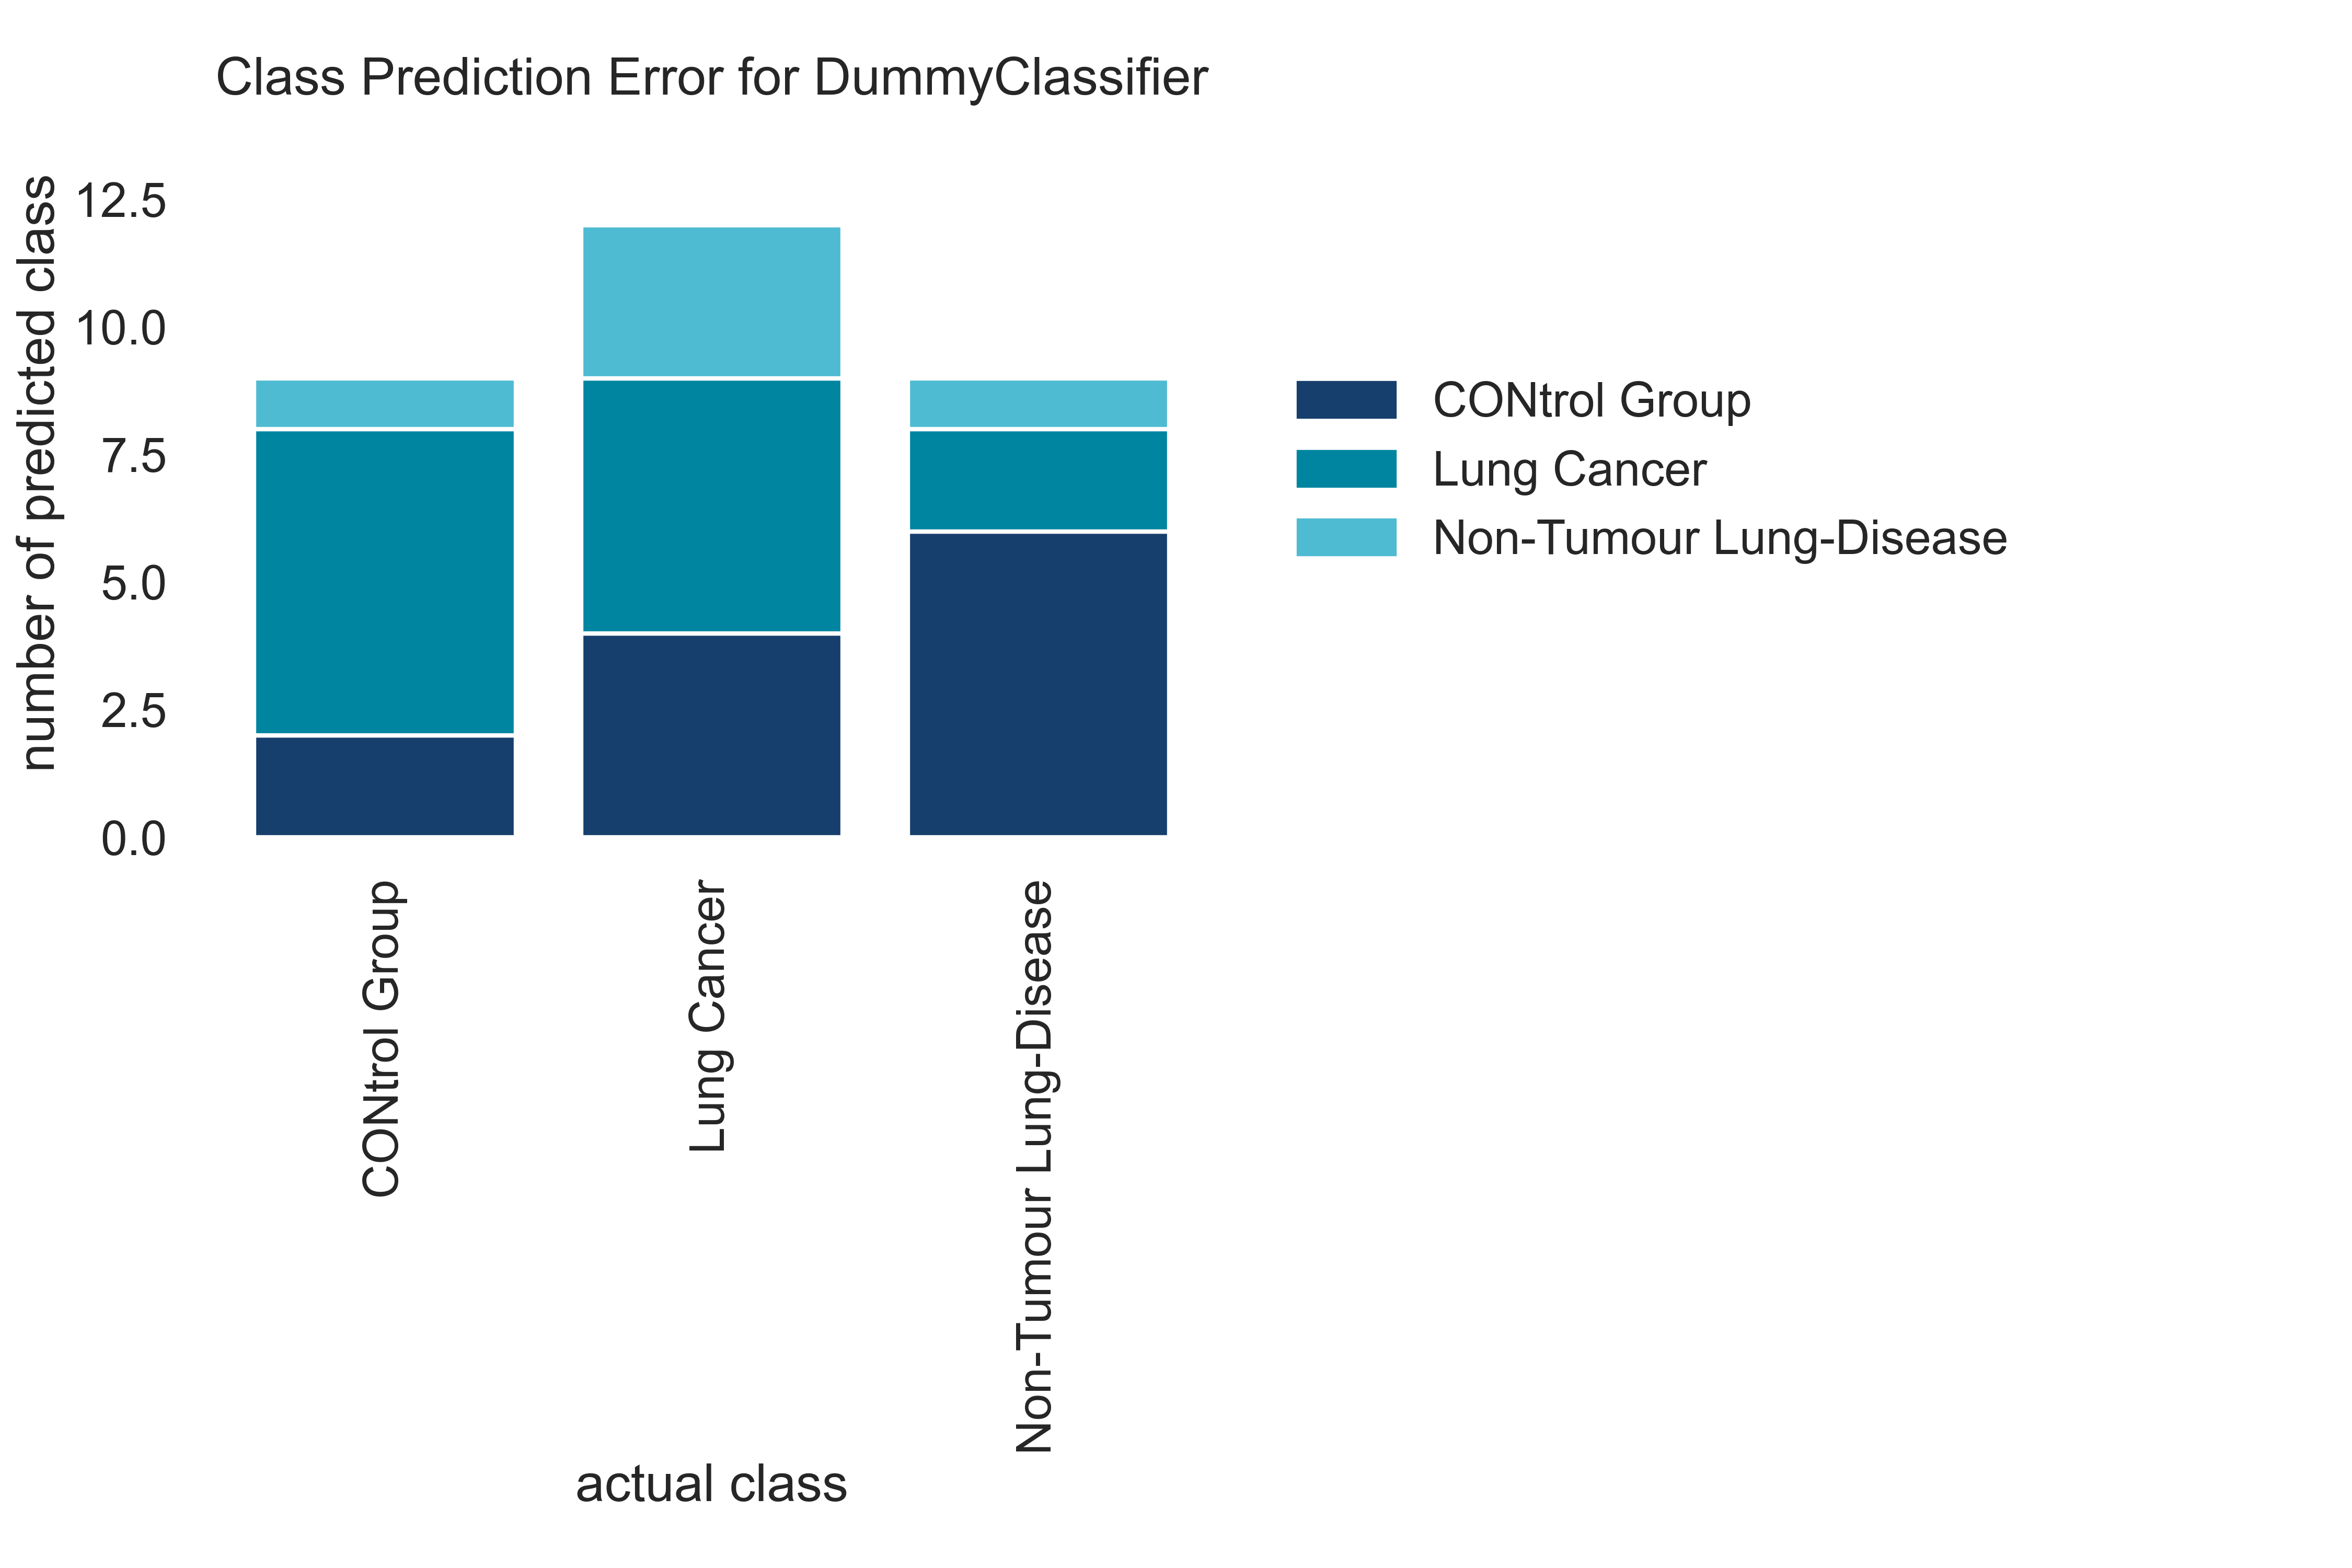 Class Prediction Error for DummyClassifier
number of predicted class
12.5
10.0
7.5
5.0
2.5
0.0
CONtrol Group
Lung Cancer
Non-Tumour Lung-Disease
actual class
CONtrol Group
Lung Cancer
Non-Tumour Lung-Disease